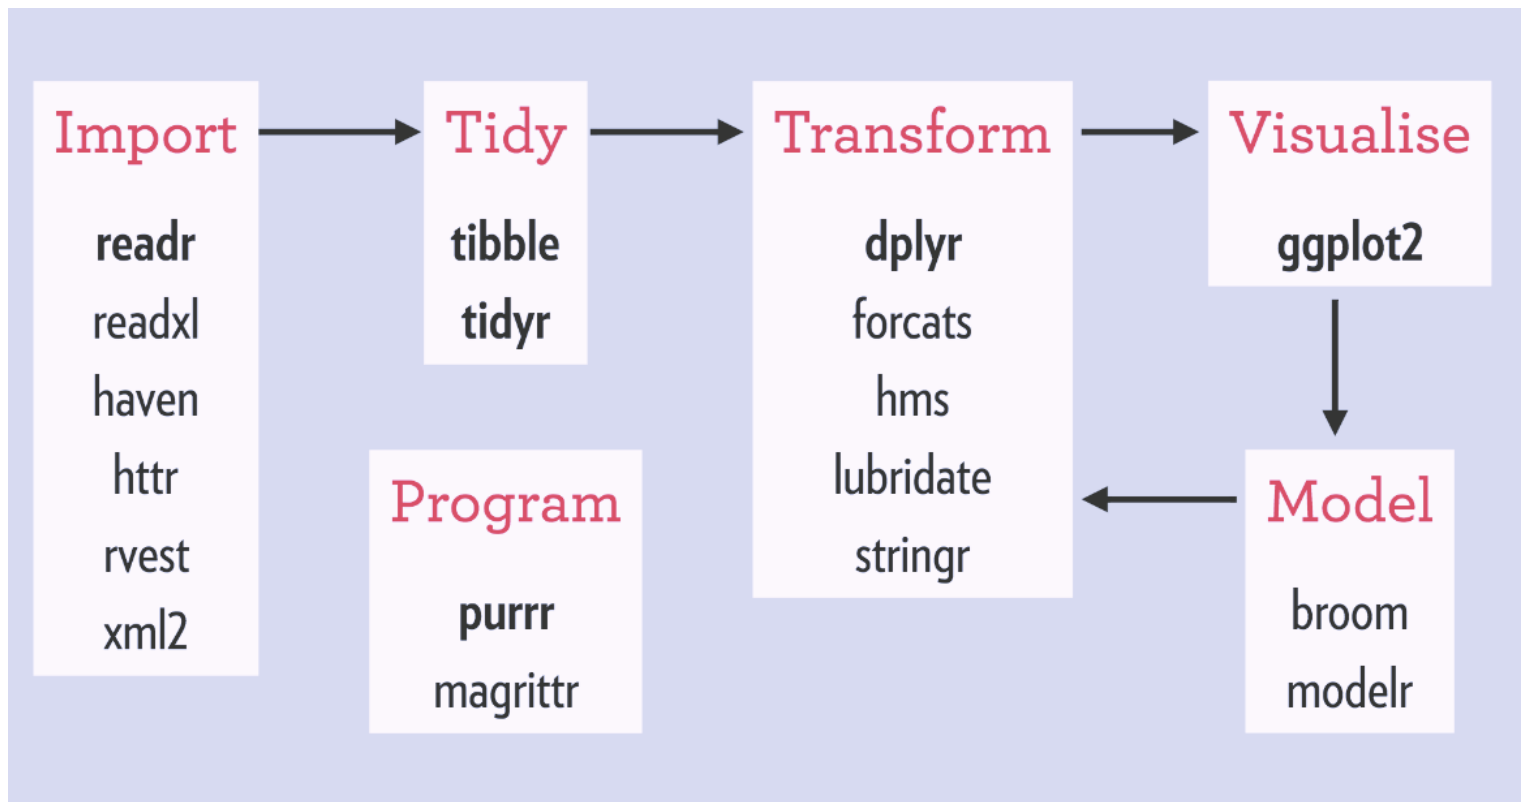 Import
readr
readxl
haven
httr
rvest
xml2
Tidy
tibble
tidyr
Program
purrr
magrittr
Transform
dplyr
forcats
hms
lubridate
stringr
Visualise
ggplot2
Model
broom
modelr